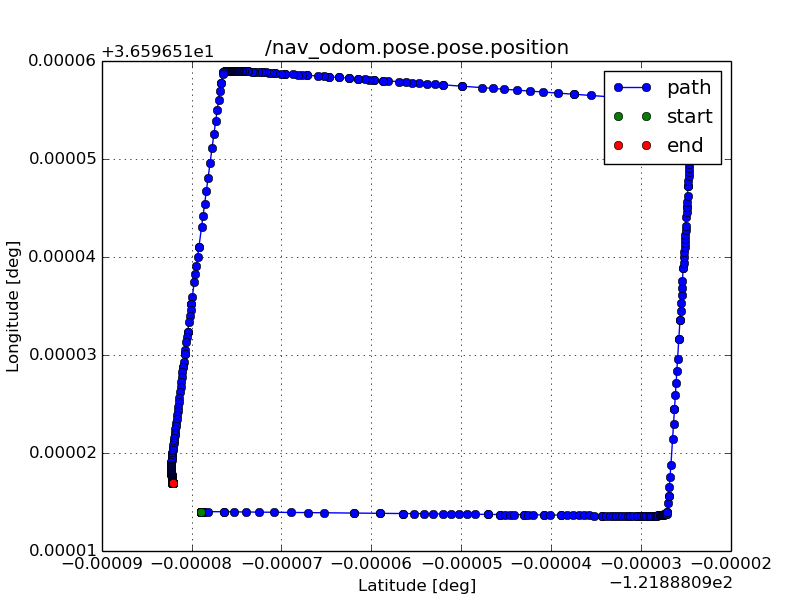 /nav_odom.pose.pose.position
+3.659651e1
0.00006
0.00005
0.00004
0.00003
0.00002
0.00001
Longitude [deg]
path
start
end
−0.00009 −0.00008 −0.00007 −0.00006 −0.00005 −0.00004 −0.00003 −0.00002
Latitude [deg]
−1.2188809e2